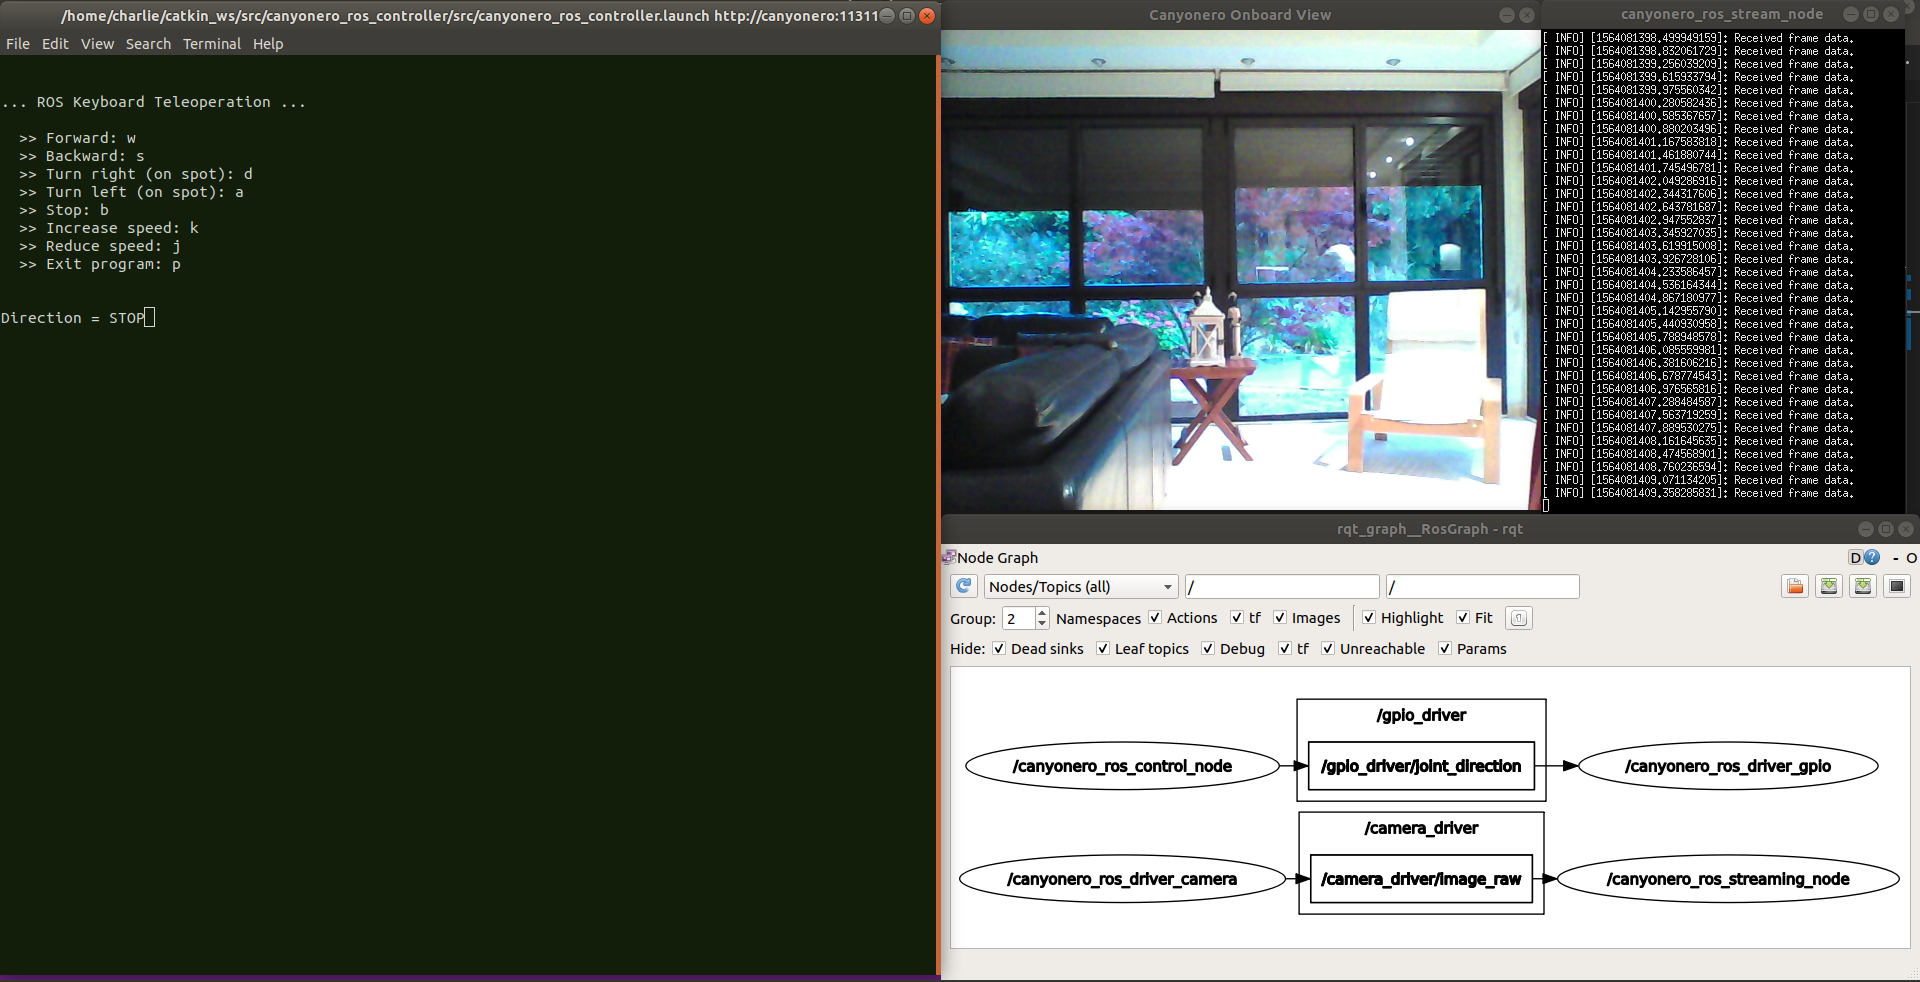 /home/charlie/catkin_ws/src/canyonero_ros_controller/src/canyonero_ros_controller.launch http://canyonero:11311
File Edit View Search Terminal Help
... ROS Keyboard Teleoperation ...
>> Forward: w
>> Backward: s
>> Turn right (on spot): d
>> Turn left (on spot): a
>> Stop: b
>> Increase speed: k
>> Reduce speed: j
>> Exit program: p
Direction = STOP
Canyonero Onboard View
canyonero_ros_stream_node
[ INFO] [1564081398.499949159]: Received frame data.
[ INFO] [1564081398.832061729]: Received frame data.
[ INFO] [1564081399.256039209]: Received frame data.
[ INFO] [1564081399.615933794]: Received frame data.
[ INFO] [1564081399.975560342]: Received frame data.
[ INFO] [1564081400.280582436]: Received frame data.
[ INFO] [1564081400.585367657]: Received frame data.
[ INFO] [1564081400.880203496]: Received frame data.
[ INFO] [1564081401.167583818]: Received frame data.
[ INFO] [1564081401.461880744]: Received frame data.
[ INFO] [1564081401.745496781]: Received frame data.
[ INFO] [1564081402.049286916]: Received frame data.
[ INFO] [1564081402.344317606]: Received frame data.
[ INFO] [1564081402.643781687]: Received frame data.
[ INFO] [1564081402.947552837]: Received frame data.
[ INFO] [1564081403.345927035]: Received frame data.
[ INFO] [1564081403.619915008]: Received frame data.
[ INFO] [1564081403.926728106]: Received frame data.
[ INFO] [1564081404.233586457]: Received frame data.
[ INFO] [1564081404.536164344]: Received frame data.
[ INFO] [1564081404.867180977]: Received frame data.
[ INFO] [1564081405.142955790]: Received frame data.
[ INFO] [1564081405.440930958]: Received frame data.
[ INFO] [1564081405.788948578]: Received frame data.
[ INFO] [1564081406.085559981]: Received frame data.
[ INFO] [1564081406.381606216]: Received frame data.
[ INFO] [1564081406.678774543]: Received frame data.
[ INFO] [1564081406.976565816]: Received frame data.
[ INFO] [1564081407.288484587]: Received frame data.
[ INFO] [1564081407.563719259]: Received frame data.
[ INFO] [1564081407.889530275]: Received frame data.
[ INFO] [1564081408.161645635]: Received frame data.
[ INFO] [1564081408.474568901]: Received frame data.
[ INFO] [1564081408.760236594]: Received frame data.
[ INFO] [1564081409.071134205]: Received frame data.
[ INFO] [1564081409.358285831]: Received frame data.
rqt_graph__RosGraph - rqt
Node Graph D ? - O
Nodes/Topics (all) / /
Group: 2 Namespaces Actions tf Images Highlight Fit
Hide: Dead sinks Leaf topics Debug tf Unreachable Params
/gpio_driver
/canyonero_ros_control_node /gpio_driver/joint_direction /canyonero_ros_driver_gpio
/camera_driver
/canyonero_ros_driver_camera /camera_driver/image_raw /canyonero_ros_streaming_node